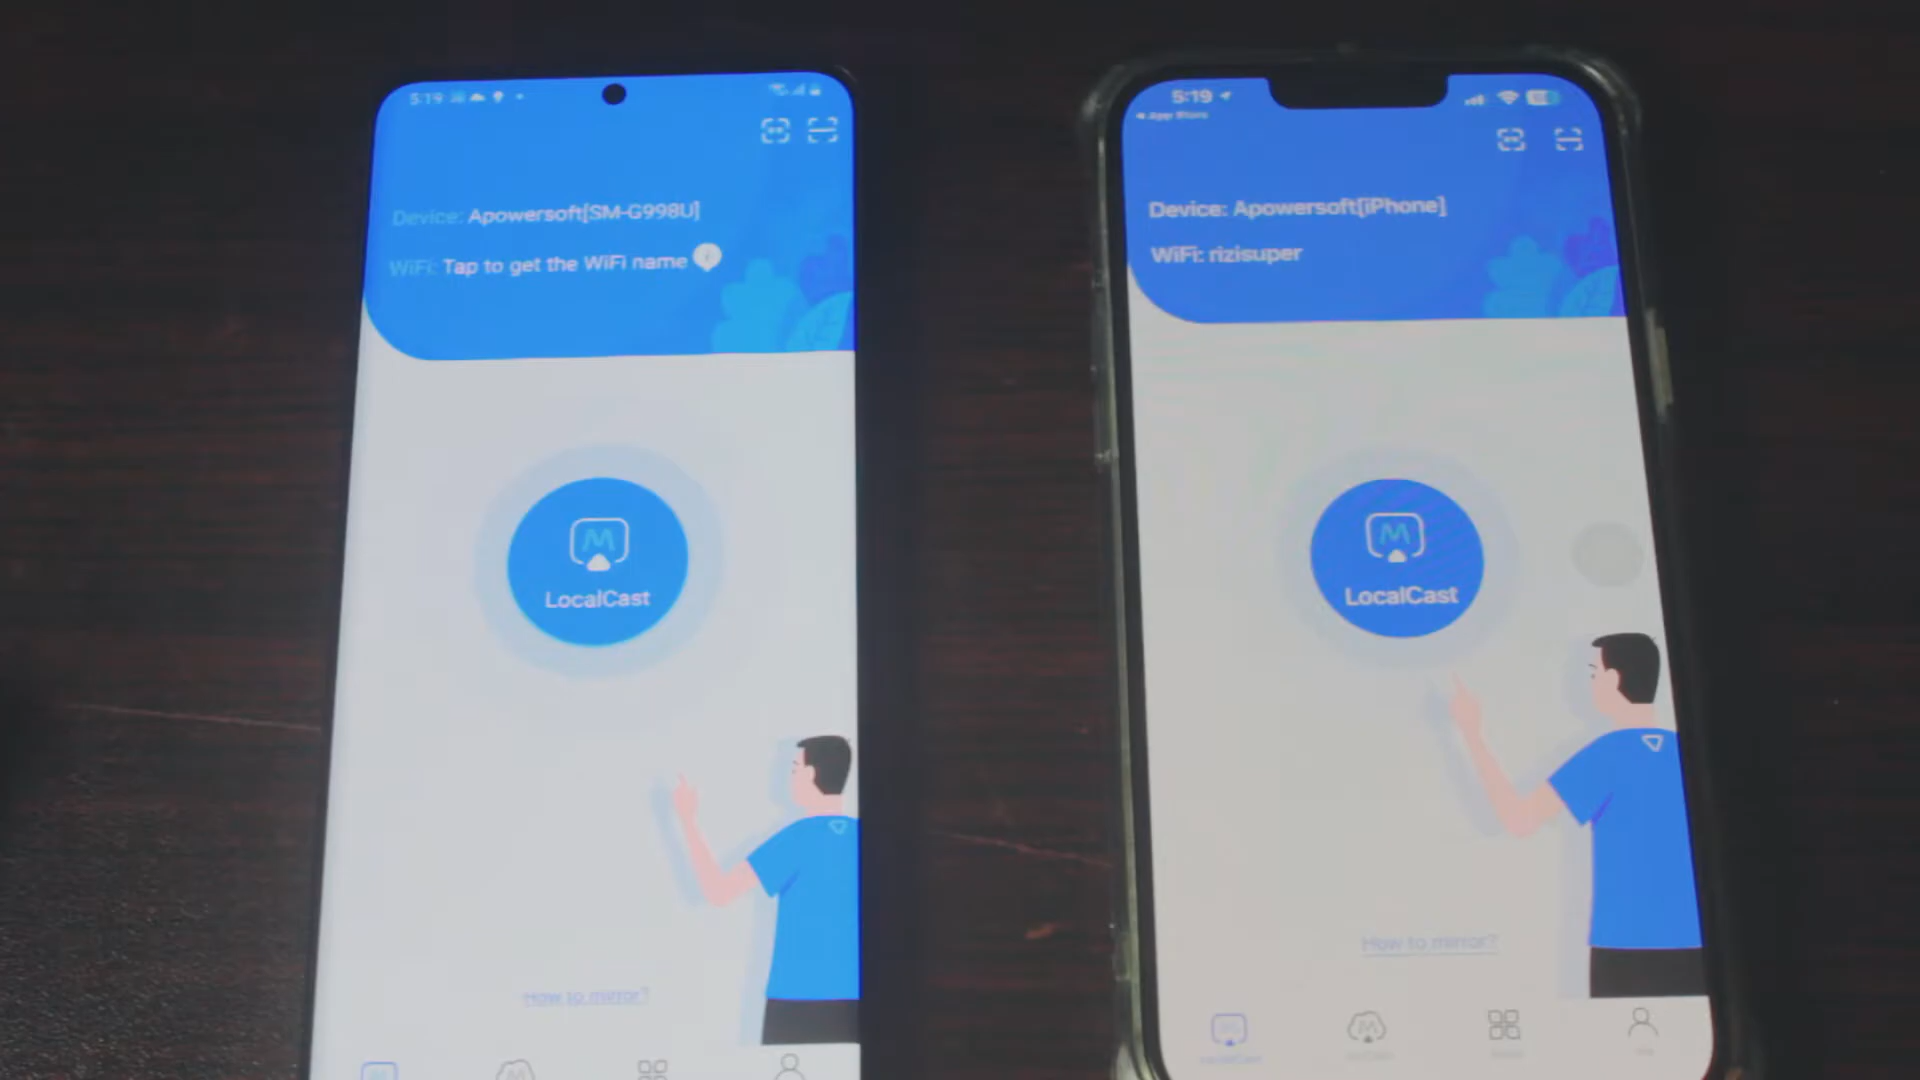 5:19
Device: Apowersoft[SM-G998U]
WiFi: Tap to get the WiFi name
LocalCast
How to mirror?
5:19
App Store
Device: Apowersoft[iPhone]
WiFi: rizisuper
LocalCast
How to mirror?
LocalCast